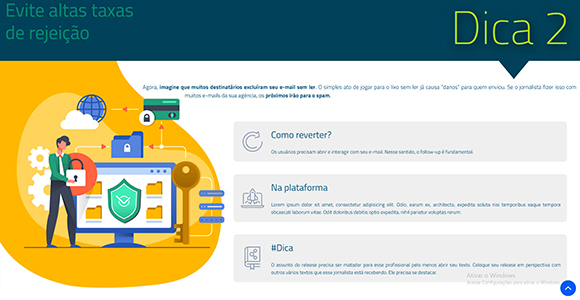 Evite altas taxas
de rejeição
Dica 2
Agora, imagine que muitos destinatários excluíram seu e-mail sem ler. O simples ato de jogar para o lixo sem ler já causa "danos" para quem enviou. Se o jornalista fizer isso com
muitos e-mails da sua agência, os próximos irão para o spam.
Como reverter?
Os usuários precisam abrir e interagir com seu e-mail. Nesse sentido, o follow-up é fundamental.
Na plataforma
Lorem ipsum dolor sit amet, consectetur adipisicing elit. Odio, earum ex, architecto, expedita soluta nisi temporibus eaque tempora
obcaecati laborum vitae. Odit doloribus debitis optio expedita, nihil pariatur voluptas rerum.
#Dica
O assunto do release precisa ser matador para esse profissional pelo menos abrir seu texto. Coloque seu release em perspectiva com
outros vários textos que esse jornalista está recebendo. Ele precisa se destacar.
Ativar o Windows
Acesse Configurações para ativar o Windows.